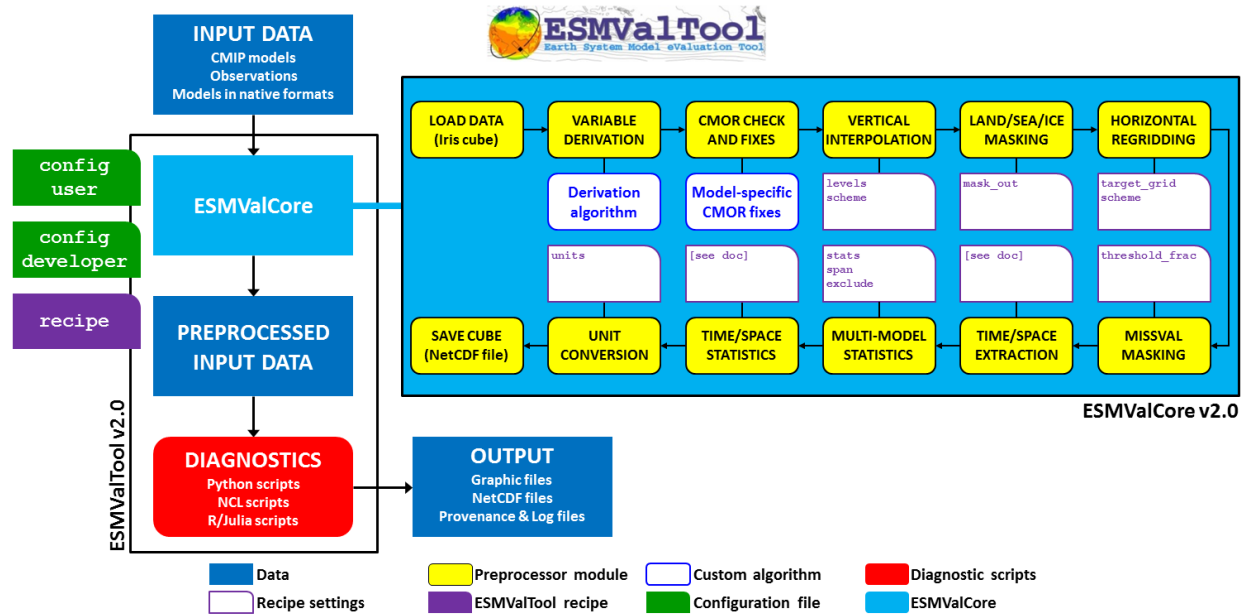 ESMValTool
Earth System Model eValuation Tool
INPUT DATA
CMIP models
Observations
Models in native formats
config
user
config
developer
recipe
ESMValCore
PREPROCESSED
INPUT DATA
DIAGNOSTICS
Python scripts
NCL scripts
R/Julia scripts
ESMValTool v2.0
OUTPUT
Graphic files
NetCDF files
Provenance & Log files
LOAD DATA
(Iris cube)
VARIABLE
DERIVATION
CMOR CHECK
AND FIXES
VERTICAL
INTERPOLATION
LAND/SEA/ICE
MASKING
HORIZONTAL
REGRIDDING
Derivation
algorithm
Model-specific
CMOR fixes
levels
scheme
mask_out
target_grid
scheme
units
[see doc]
stats
span
exclude
[see doc]
threshold_frac
SAVE CUBE
(NetCDF file)
UNIT
CONVERSION
TIME/SPACE
STATISTICS
MULTI-MODEL
STATISTICS
TIME/SPACE
EXTRACTION
MISSVAL
MASKING
ESMValCore v2.0
Data
Preprocessor module
Custom algorithm
Diagnostic scripts
Recipe settings
ESMValTool recipe
Configuration file
ESMValCore